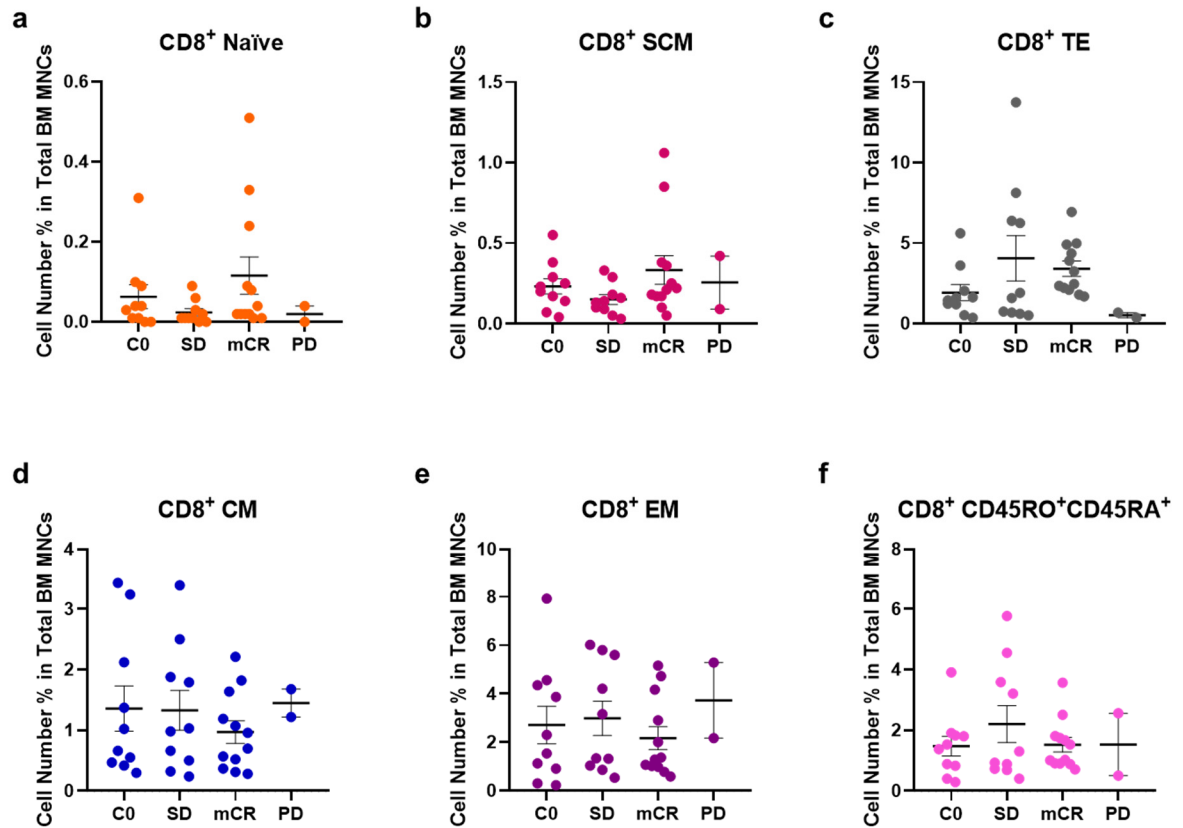 a
CD8⁺ Naïve
Cell Number % in Total BM MNCs
0.6
0.4
0.2
0.0
C0 SD mCR PD
b
CD8⁺ SCM
Cell Number % in Total BM MNCs
1.5
1.0
0.5
0.0
C0 SD mCR PD
c
CD8⁺ TE
Cell Number % in Total BM MNCs
15
10
5
0
C0 SD mCR PD
d
CD8⁺ CM
Cell Number % in Total BM MNCs
4
3
2
1
0
C0 SD mCR PD
e
CD8⁺ EM
Cell Number % in Total BM MNCs
10
8
6
4
2
0
C0 SD mCR PD
f
CD8⁺ CD45RO⁺CD45RA⁺
Cell Number % in Total BM MNCs
8
6
4
2
0
C0 SD mCR PD